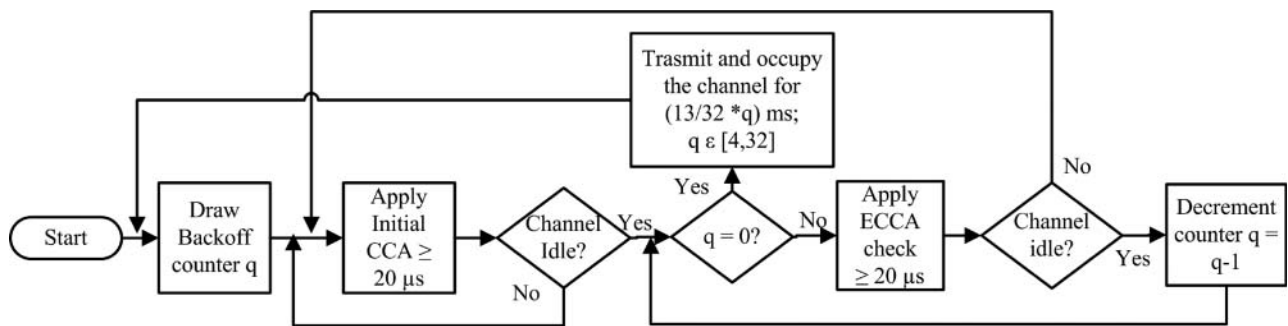 Start
Draw
Backoff
counter q
Apply
Initial
CCA ≥
20 µs
Channel
Idle?
No
Yes
q = 0?
Yes
Trasmit and occupy
the channel for
(13/32 *q) ms;
q ε [4,32]
No
Apply
ECCA
check
≥ 20 µs
Channel
idle?
No
Yes
Decrement
counter q =
q-1